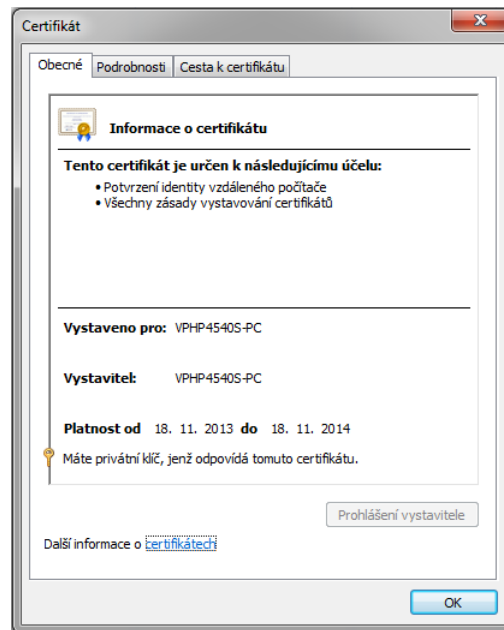 Certifikát
Obecné Podrobnosti Cesta k certifikátu
Informace o certifikátu
Tento certifikát je určen k následujícímu účelu:
• Potvrzení identity vzdáleného počítače
• Všechny zásady vystavování certifikátů
Vystaveno pro: VPHP4540S-PC
Vystavitel: VPHP4540S-PC
Platnost od 18. 11. 2013 do 18. 11. 2014
Máte privátní klíč, jenž odpovídá tomuto certifikátu.
Prohlášení vystavitele
Další informace o certifikátech
OK